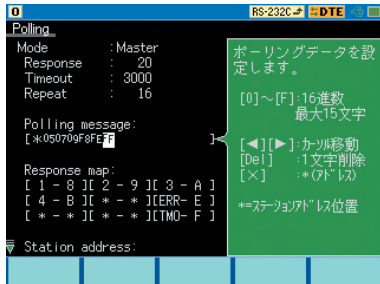 0 RS-232C DTE
Polling
Mode :Master
Response : 20
Timeout : 3000
Repeat : 16
Polling message:
[*050709F8FEFF ]
Response map:
[ 1 - 8 ][ 2 - 9 ][ 3 - A ]
[ 4 - B ][ * - * ][ERR- E ]
[ * - * ][ * - * ][TMO- F ]
Station address:
ポーリングデータを設
定します。
[0]～[F]:16進数
最大15文字
[◀][▶]:カーソル移動
[Del] :1文字削除
[×] :*(アドレス)
*=ステーションアドレス位置